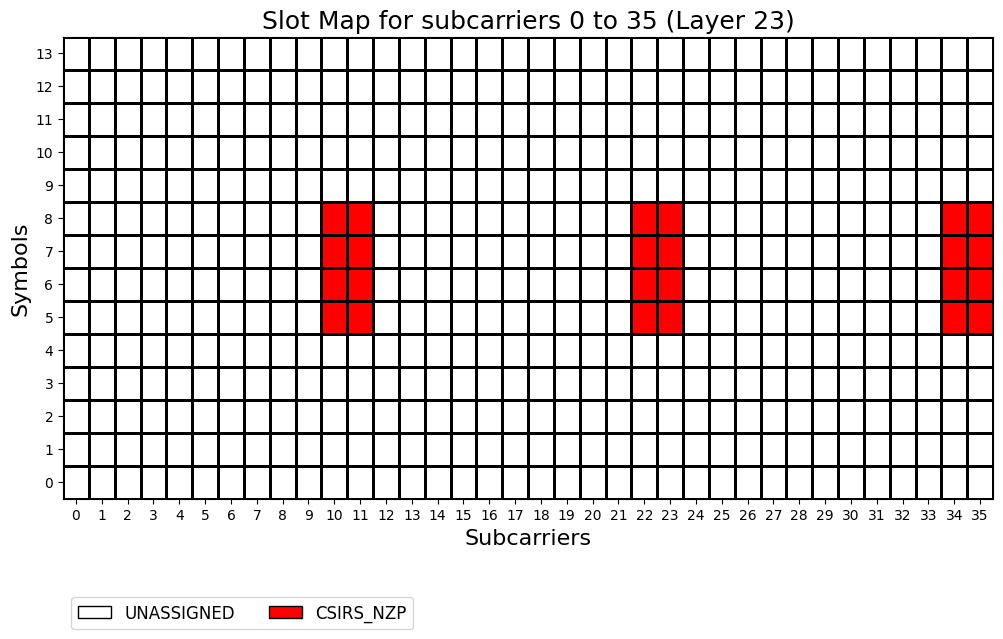 Slot Map for subcarriers 0 to 35 (Layer 23)
13
12
11
10
9
8
7
6
5
4
3
2
1
0
Symbols
0 1 2 3 4 5 6 7 8 9 10 11 12 13 14 15 16 17 18 19 20 21 22 23 24 25 26 27 28 29 30 31 32 33 34 35
Subcarriers
UNASSIGNED CSIRS_NZP